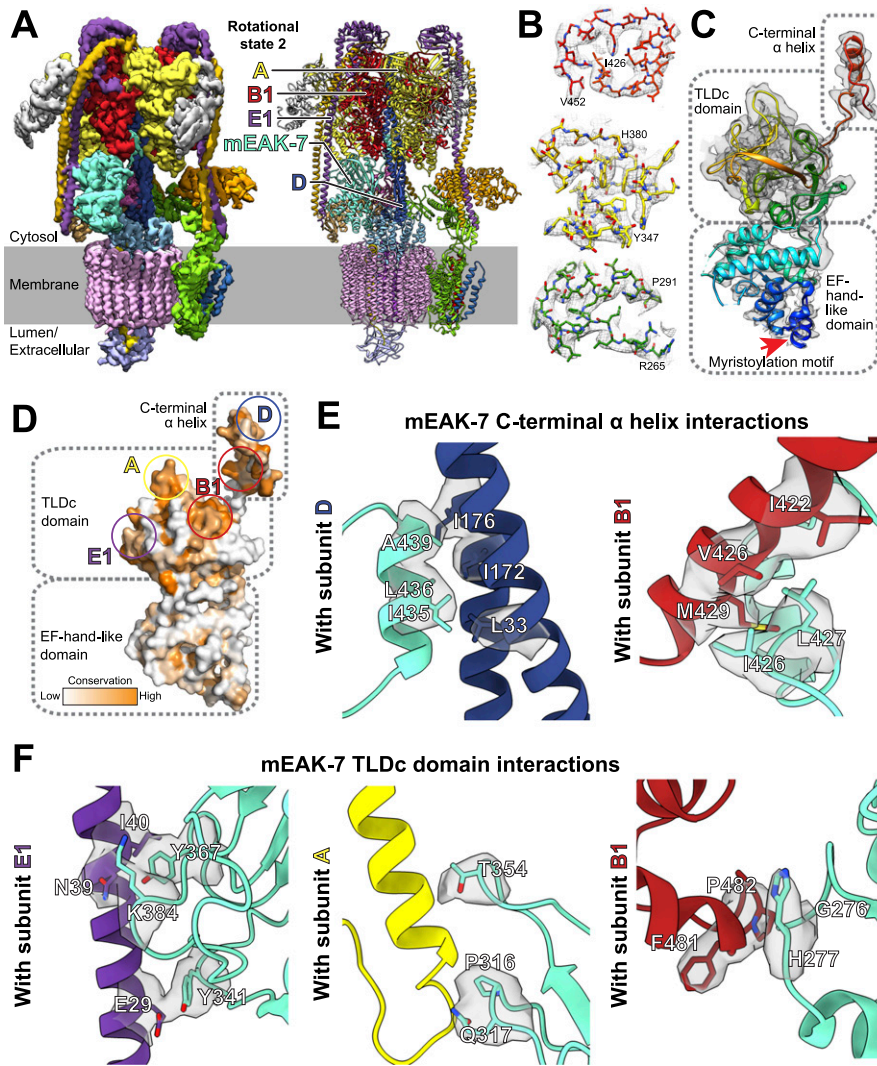 A
Rotational
state 2
A
B1
E1
mEAK-7
D
Cytosol
Membrane
Lumen/
Extracellular
B
I426
V452
H380
Y347
P291
R265
C
C-terminal
α helix
TLDc
domain
EF-
hand-
like
domain
Myristoylation motif
D
C-terminal
α helix
D
A
B1
TLDc
domain
E1
EF-hand-like
domain
Conservation
Low
High
E
mEAK-7 C-terminal α helix interactions
With subunit D
I176
A439
I172
L436
I435
L33
With subunit B1
I422
V426
M429
L427
I426
F
mEAK-7 TLDc domain interactions
With subunit E1
I40
Y367
N39
K384
E29
Y341
With subunit A
T354
P316
Q317
With subunit B1
P482
G276
F481
H277